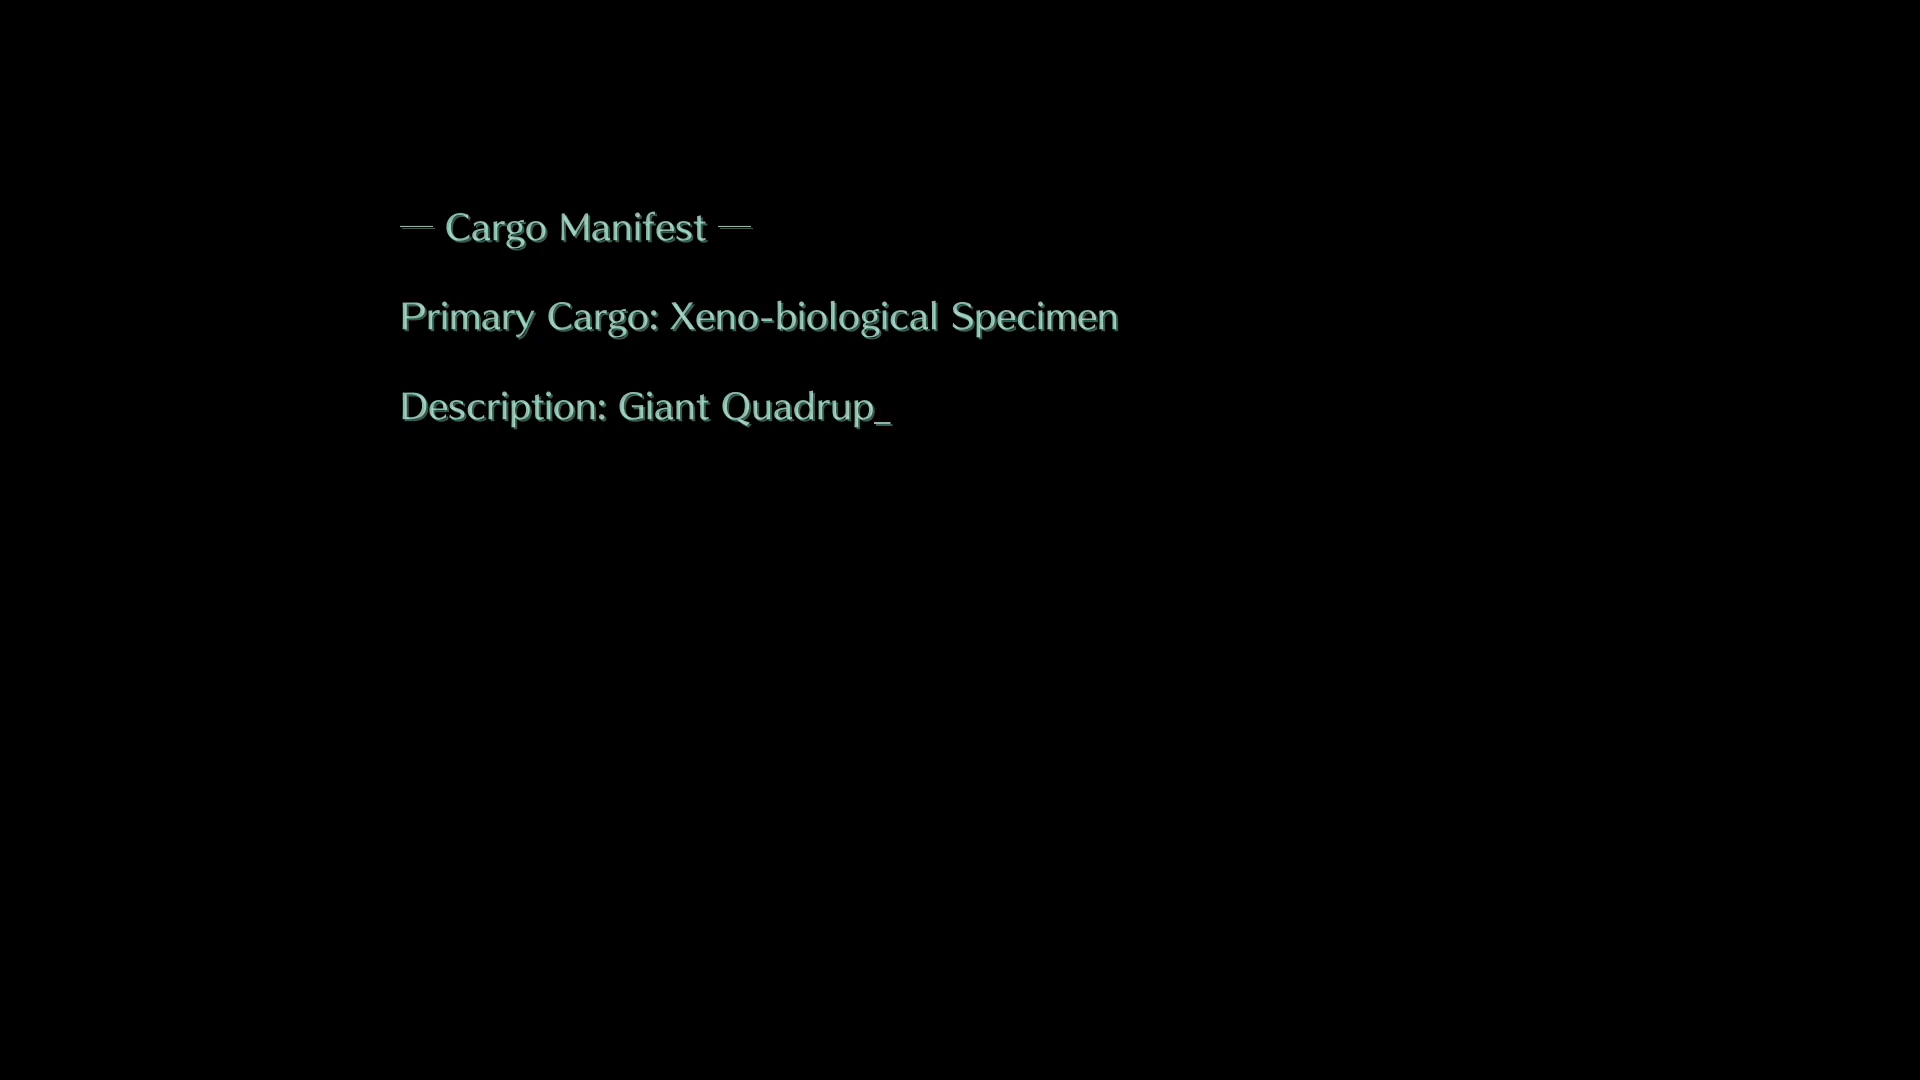 — Cargo Manifest —
Primary Cargo: Xeno-biological Specimen
Description: Giant Quadrup_